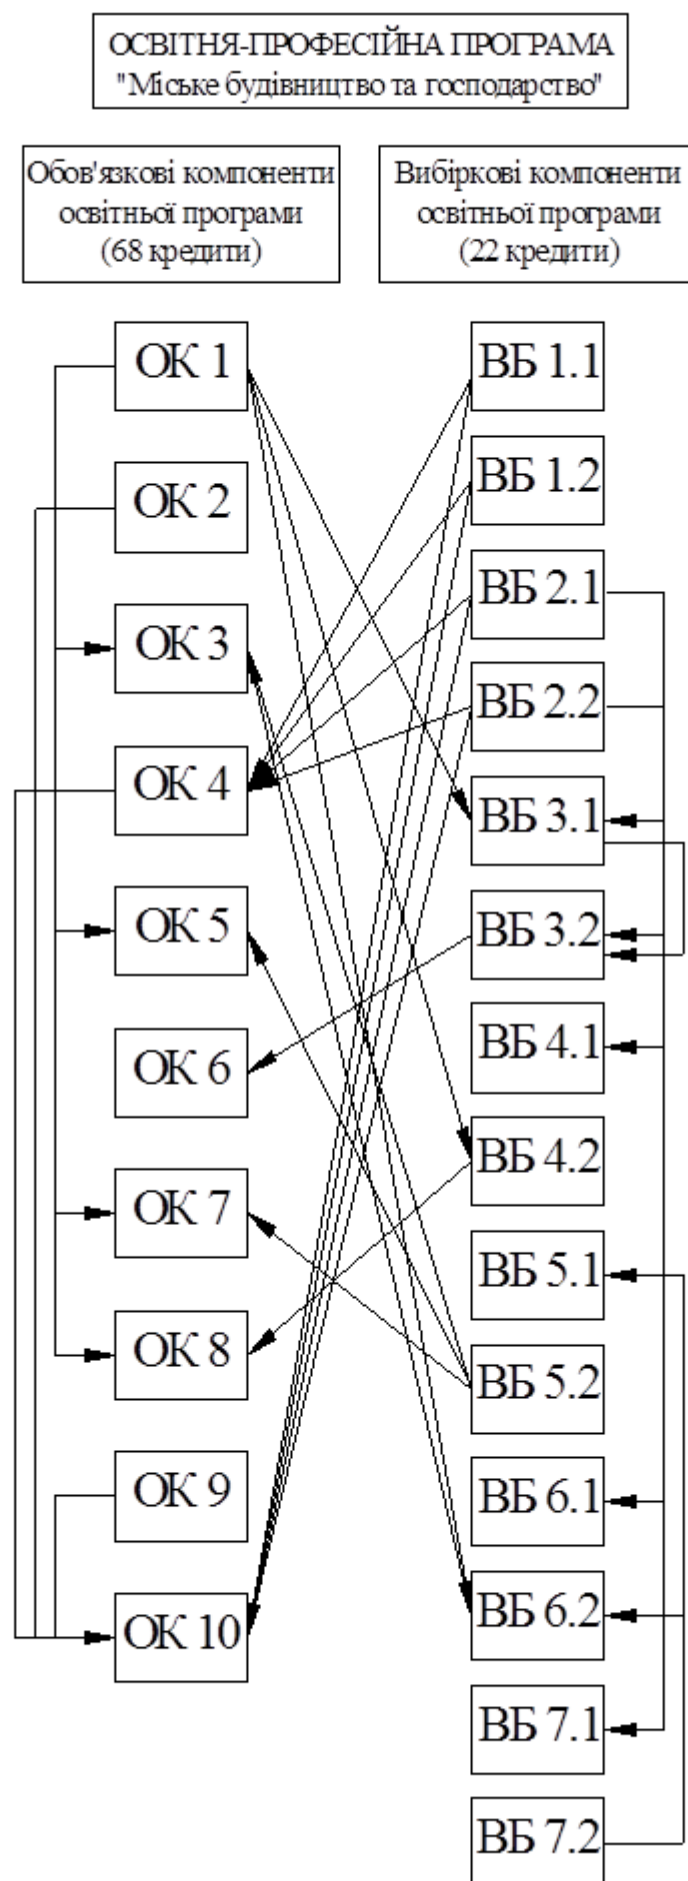 ОСВІТНЯ-ПРОФЕСІЙНА ПРОГРАМА
"Міське будівництво та господарство"
Обов'язкові компоненти
освітньої програми
(68 кредити)
Вибіркові компоненти
освітньої програми
(22 кредити)
ОК 1
ОК 2
ОК 3
ОК 4
ОК 5
ОК 6
ОК 7
ОК 8
ОК 9
ОК 10
ВБ 1.1
ВБ 1.2
ВБ 2.1
ВБ 2.2
ВБ 3.1
ВБ 3.2
ВБ 4.1
ВБ 4.2
ВБ 5.1
ВБ 5.2
ВБ 6.1
ВБ 6.2
ВБ 7.1
ВБ 7.2